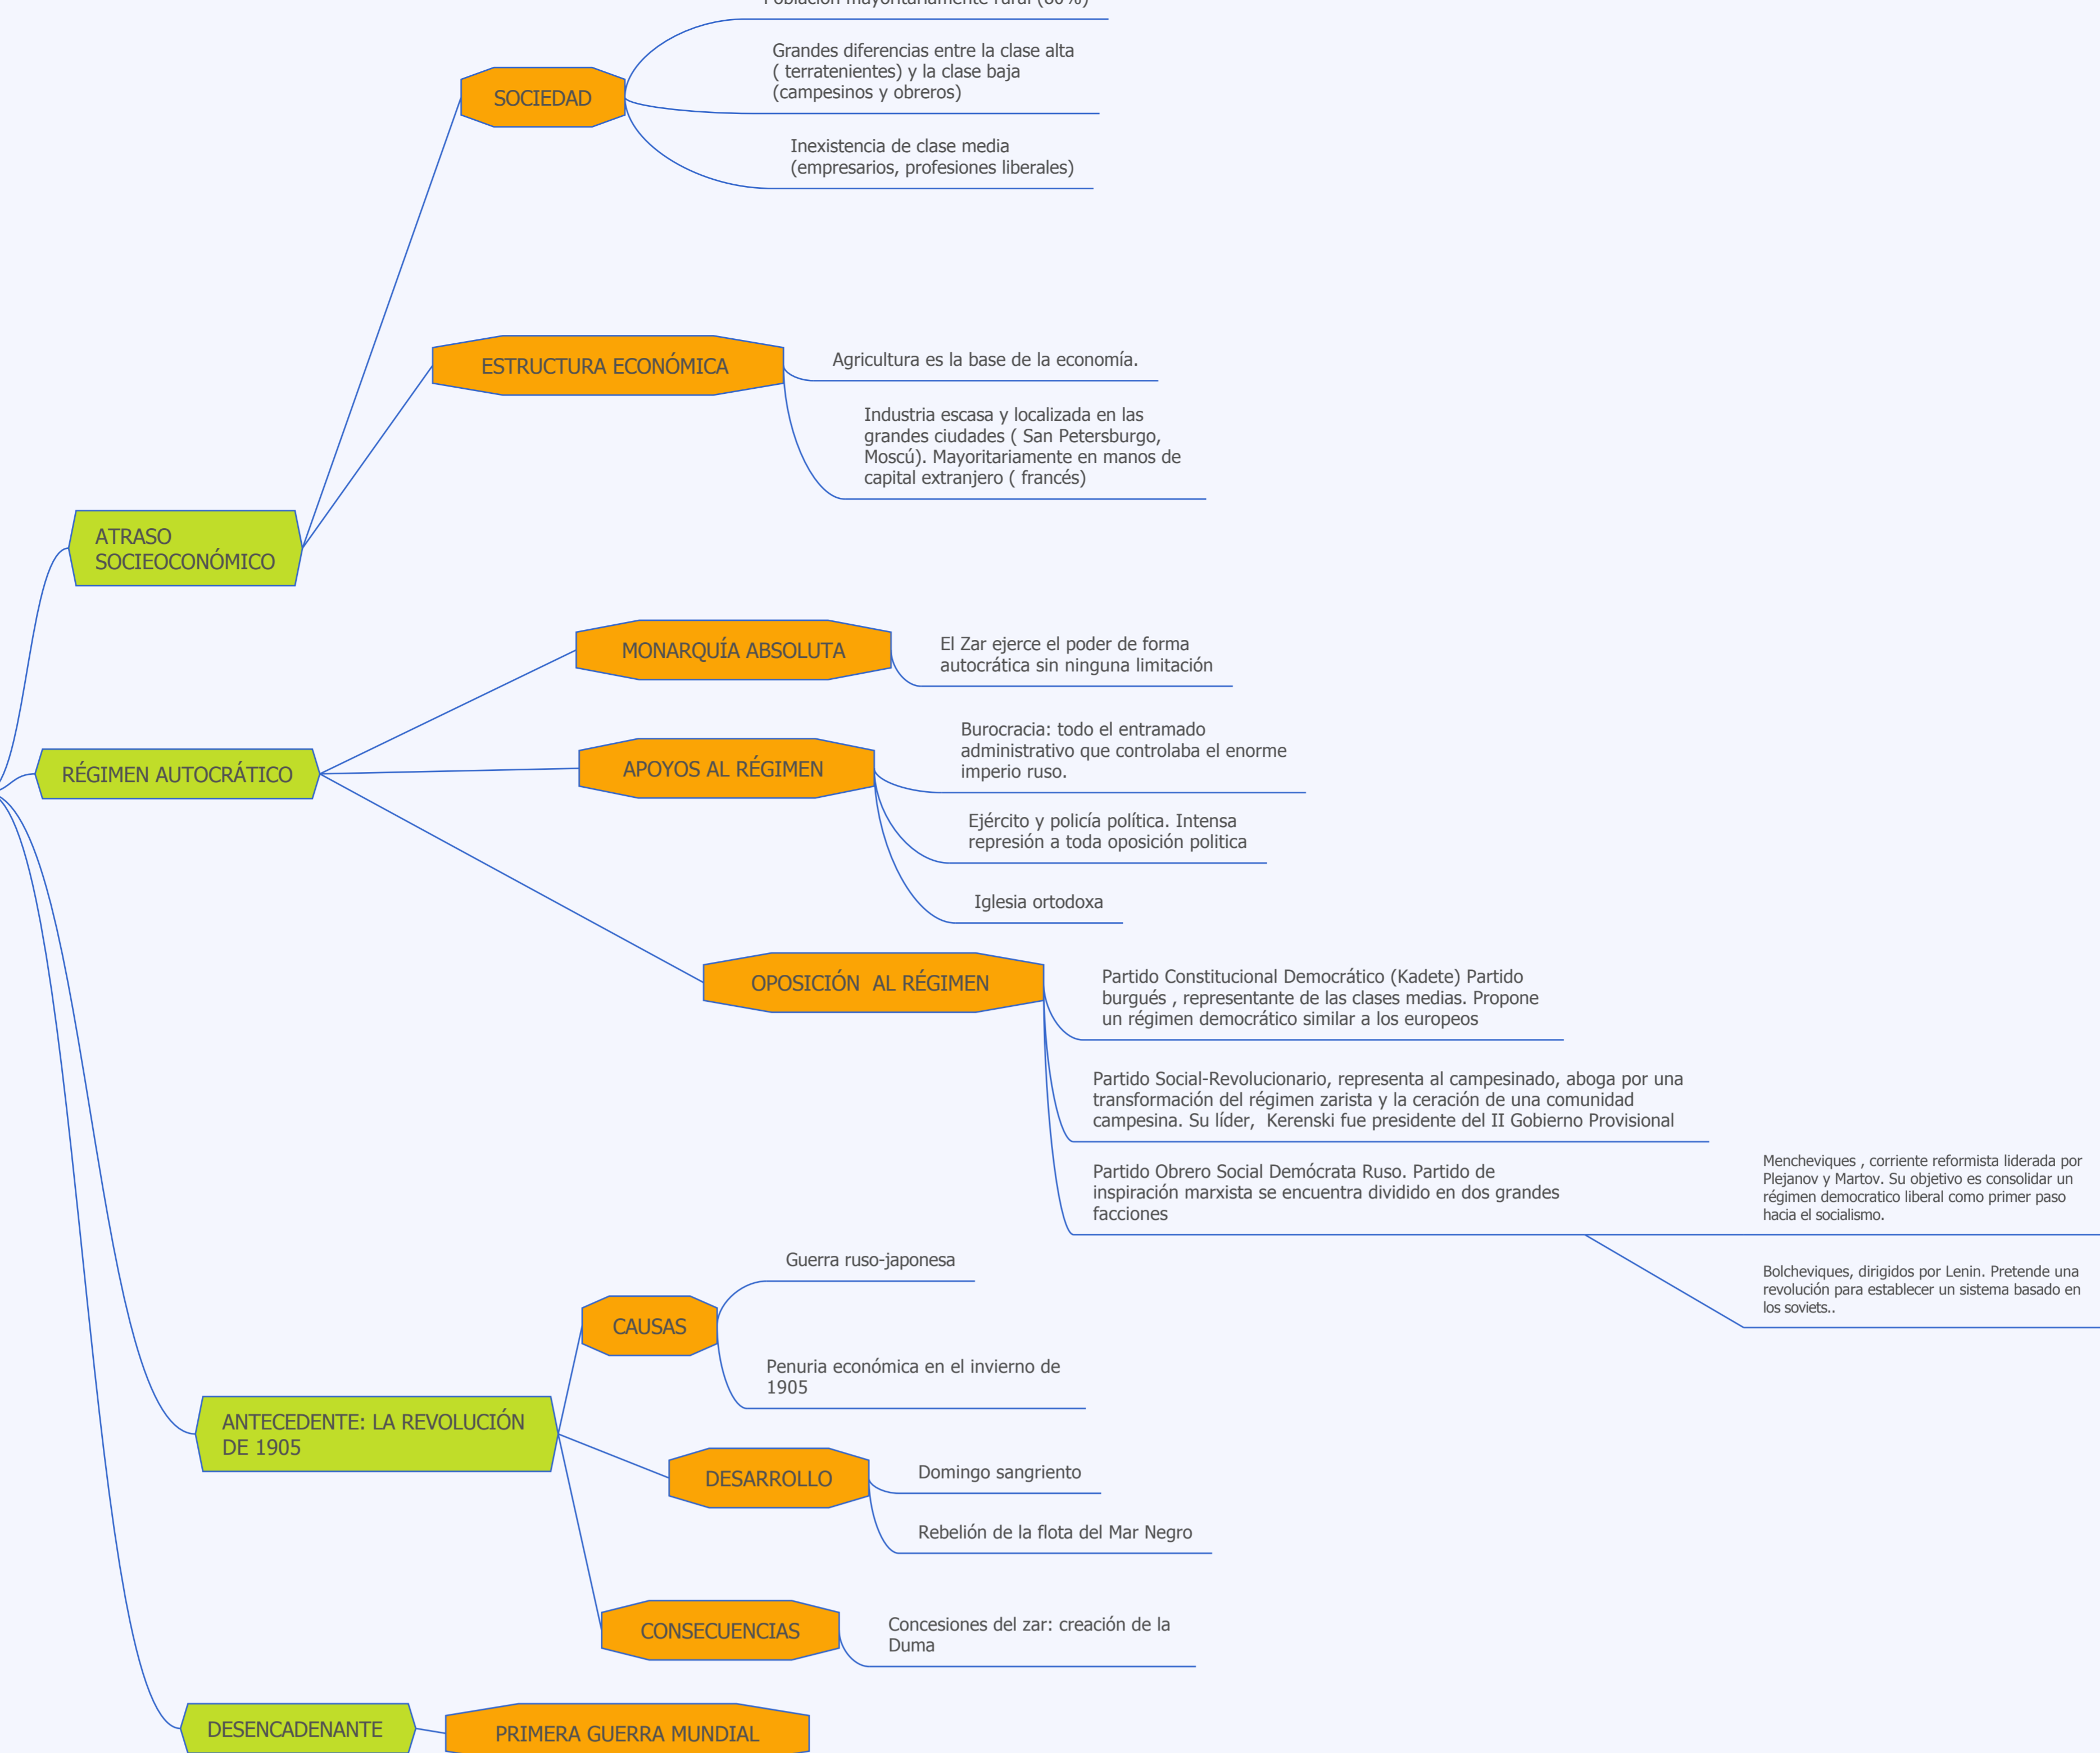 Población mayoritariamente rural (80%)
SOCIEDAD
Grandes diferencias entre la clase alta
( terratenientes) y la clase baja
(campesinos y obreros)
Inexistencia de clase media
(empresarios, profesiones liberales)
ESTRUCTURA ECONÓMICA
Agricultura es la base de la economía.
Industria escasa y localizada en las
grandes ciudades ( San Petersburgo,
Moscú). Mayoritariamente en manos de
capital extranjero ( francés)
ATRASO
SOCIEOCONÓMICO
MONARQUÍA ABSOLUTA
El Zar ejerce el poder de forma
autocrática sin ninguna limitación
RÉGIMEN AUTOCRÁTICO
APOYOS AL RÉGIMEN
Burocracia: todo el entramado
administrativo que controlaba el enorme
imperio ruso.
Ejército y policía política. Intensa
represión a toda oposición politica
Iglesia ortodoxa
OPOSICIÓN  AL RÉGIMEN
Partido Constitucional Democrático (Kadete) Partido
burgués , representante de las clases medias. Propone
un régimen democrático similar a los europeos
Partido Social-Revolucionario, representa al campesinado, aboga por una
transformación del régimen zarista y la ceración de una comunidad
campesina. Su líder,  Kerenski fue presidente del II Gobierno Provisional
Partido Obrero Social Demócrata Ruso. Partido de
inspiración marxista se encuentra dividido en dos grandes
facciones
Mencheviques , corriente reformista liderada por
Plejanov y Martov. Su objetivo es consolidar un
régimen democratico liberal como primer paso
hacia el socialismo.
Bolcheviques, dirigidos por Lenin. Pretende una
revolución para establecer un sistema basado en
los soviets..
ANTECEDENTE: LA REVOLUCIÓN
DE 1905
CAUSAS
Guerra ruso-japonesa
Penuria económica en el invierno de
1905
DESARROLLO
Domingo sangriento
Rebelión de la flota del Mar Negro
CONSECUENCIAS
Concesiones del zar: creación de la
Duma
DESENCADENANTE
PRIMERA GUERRA MUNDIAL